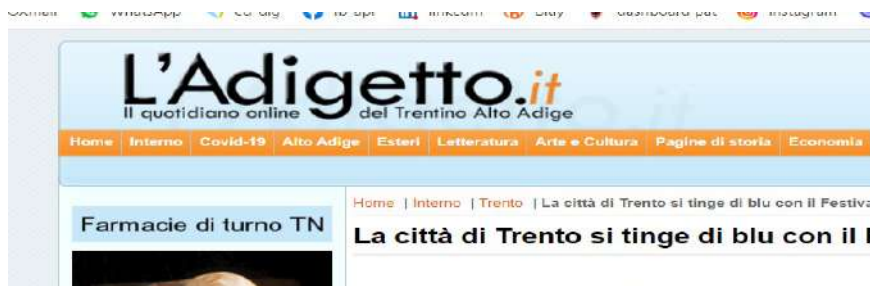 WhatsApp linkedin Instagram
L'Adigetto.it
Il quotidiano online del Trentino Alto Adige
Home Interno Covid-19 Alto Adige Esteri Letteratura Arte e Cultura Pagine di storia Economia
Home | Interno | Trento | La città di Trento si tinge di blu con il Festiva
Farmacie di turno TN
La città di Trento si tinge di blu con il